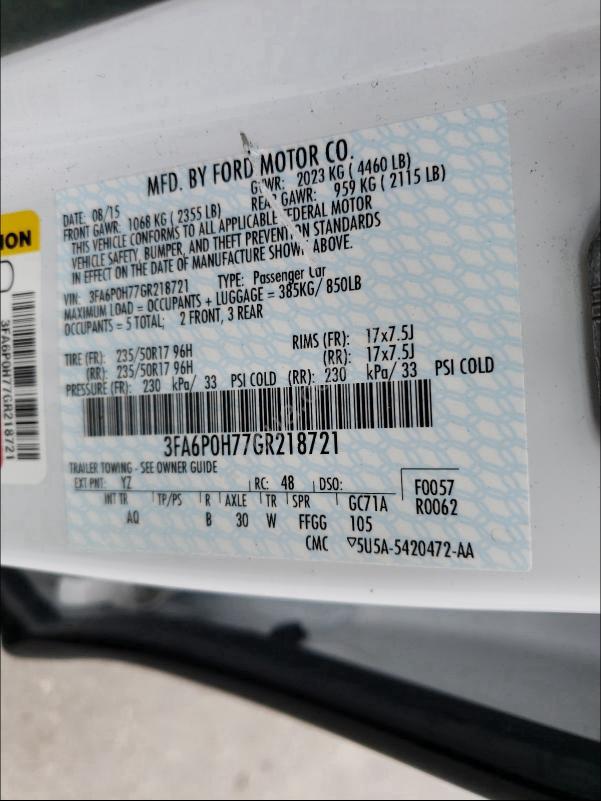 MFD. BY FORD MOTOR CO.
DATE: 08/15 GVWR: 2023 KG ( 4460 LB)
FRONT GAWR: 1068 KG ( 2355 LB) REAR GAWR: 959 KG ( 2115 LB)
THIS VEHICLE CONFORMS TO ALL APPLICABLE FEDERAL MOTOR
VEHICLE SAFETY, BUMPER, AND THEFT PREVENTION STANDARDS
IN EFFECT ON THE DATE OF MANUFACTURE SHOWN ABOVE.
VIN: 3FA6P0H77GR218721 TYPE: Passenger Car
MAXIMUM LOAD = OCCUPANTS + LUGGAGE = 385KG/ 850LB
OCCUPANTS = 5 TOTAL; 2 FRONT, 3 REAR
TIRE (FR): 235/50R17 96H RIMS (FR): 17x7.5J
(RR): 235/50R17 96H (RR): 17x7.5J
PRESSURE (FR): 230 kPa/ 33 PSI COLD (RR): 230 kPa/ 33 PSI COLD
3FA6P0H77GR218721
TRAILER TOWING - SEE OWNER GUIDE
EXT PNT: YZ RC: 48 DSO: F0057
INT TR TP/PS R AXLE TR SPR GC71A R0062
AQ B 30 W FFGG 105
CMC ▽5U5A-5420472-AA
ION
3FA6P0H77GR218721